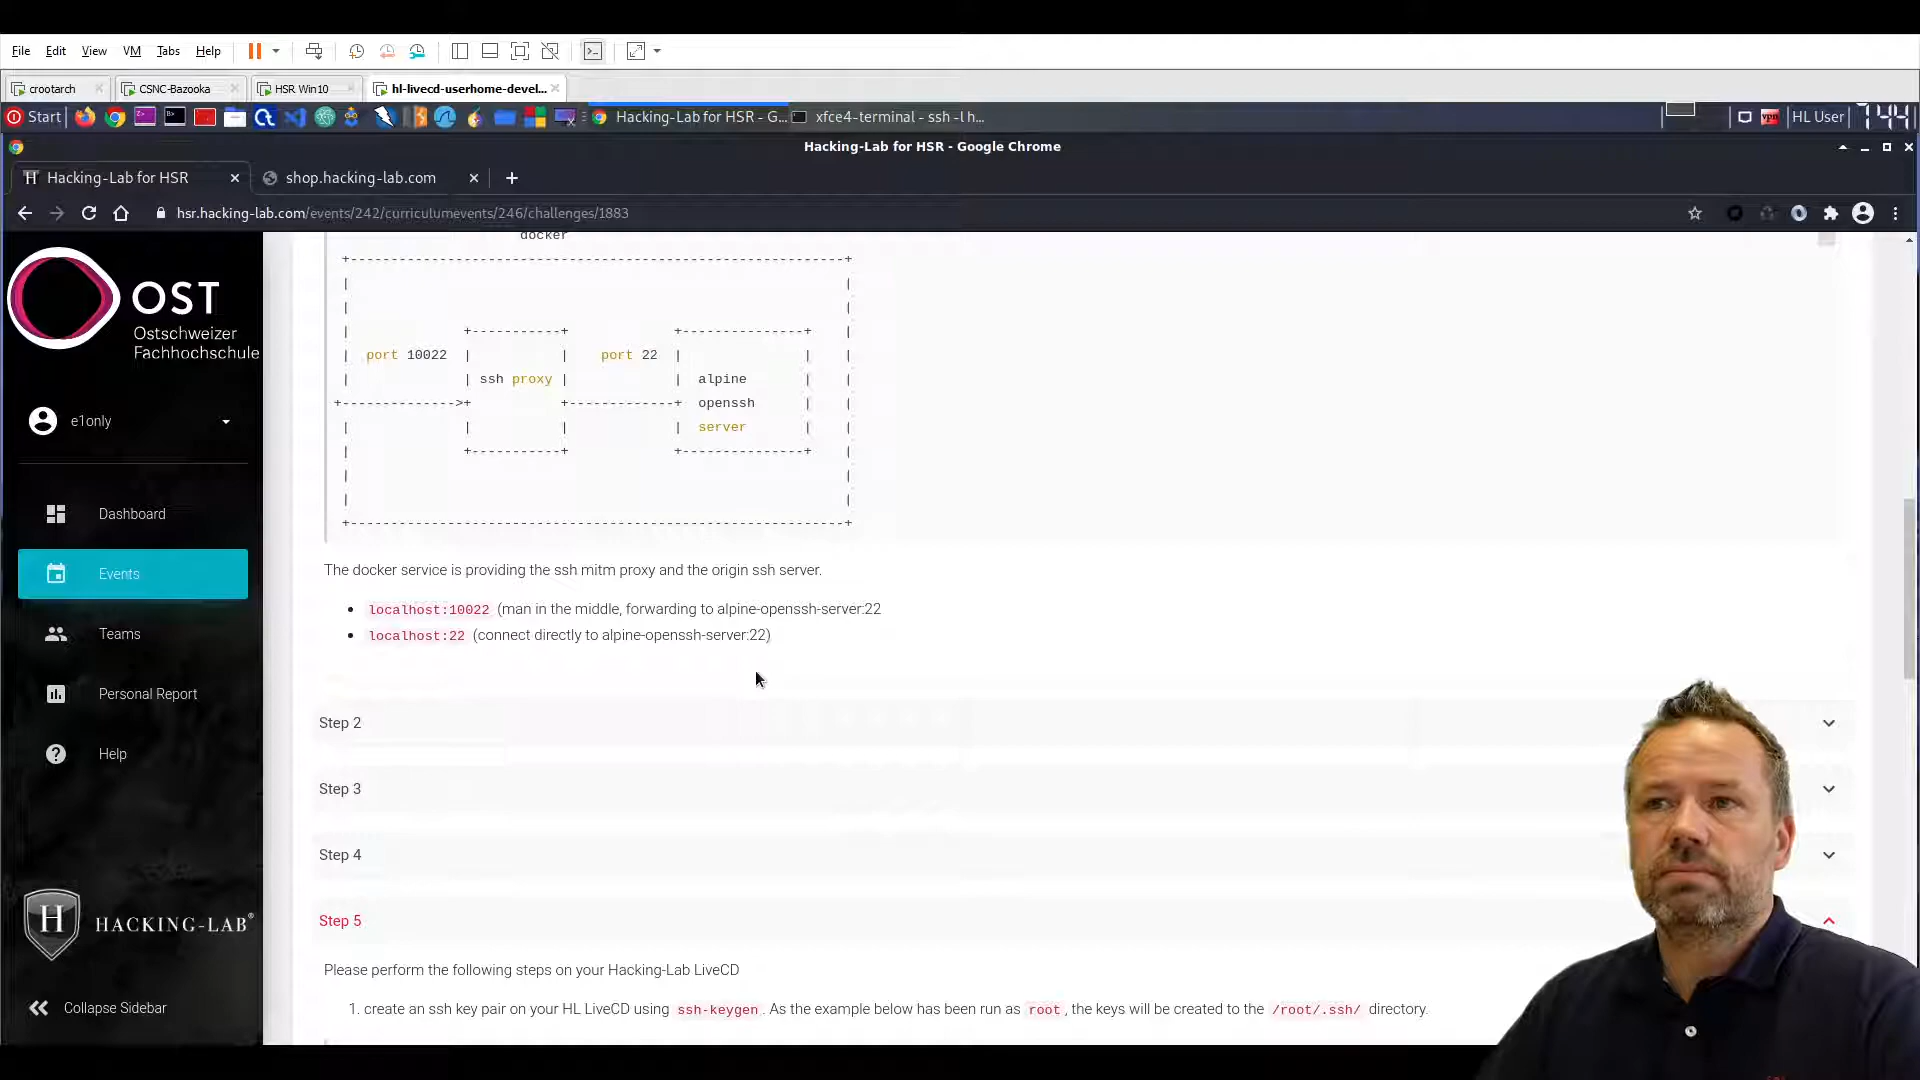 File Edit View VM Tabs Help
crootarch CSNC-Bazooka HSR Win10 hl-livecd-userhome-devel...
Start Hacking-Lab for HSR - G... xfce4-terminal - ssh -l h... vpn HL User
Hacking-Lab for HSR - Google Chrome
Hacking-Lab for HSR shop.hacking-lab.com
hsr.hacking-lab.com/events/242/curriculumevents/246/challenges/1883
OST
Ostschweizer
Fachhochschule
e1only
Dashboard
Events
Teams
Personal Report
Help
HACKING-LAB®
Collapse Sidebar
docker
port 10022 port 22
ssh proxy alpine
openssh
server
The docker service is providing the ssh mitm proxy and the origin ssh server.
localhost:10022 (man in the middle, forwarding to alpine-openssh-server:22
localhost:22 (connect directly to alpine-openssh-server:22)
Step 2
Step 3
Step 4
Step 5
Please perform the following steps on your Hacking-Lab LiveCD
1. create an ssh key pair on your HL LiveCD using ssh-keygen. As the example below has been run as root, the keys will be created to the /root/.ssh/ directory.